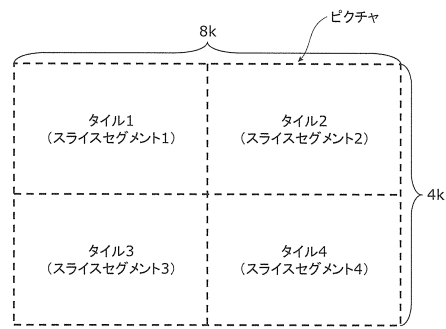 ピクチャ
8k
タイル1
(スライスセグメント1)
タイル2
(スライスセグメント2)
4k
タイル3
(スライスセグメント3)
タイル4
(スライスセグメント4)